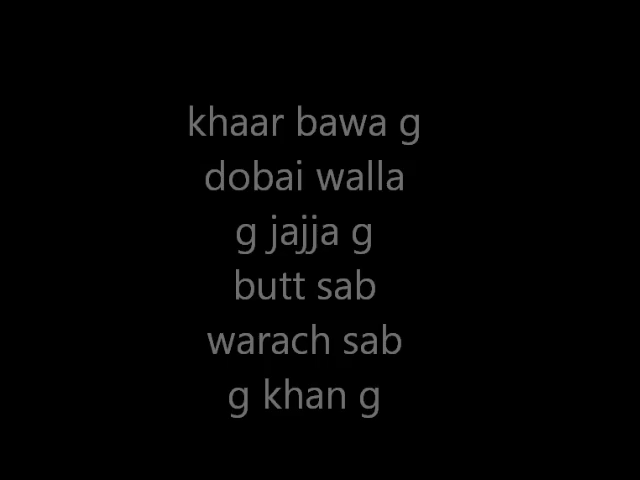 khaar bawa g
dobai walla
g jajja g
butt sab
warach sab
g khan g